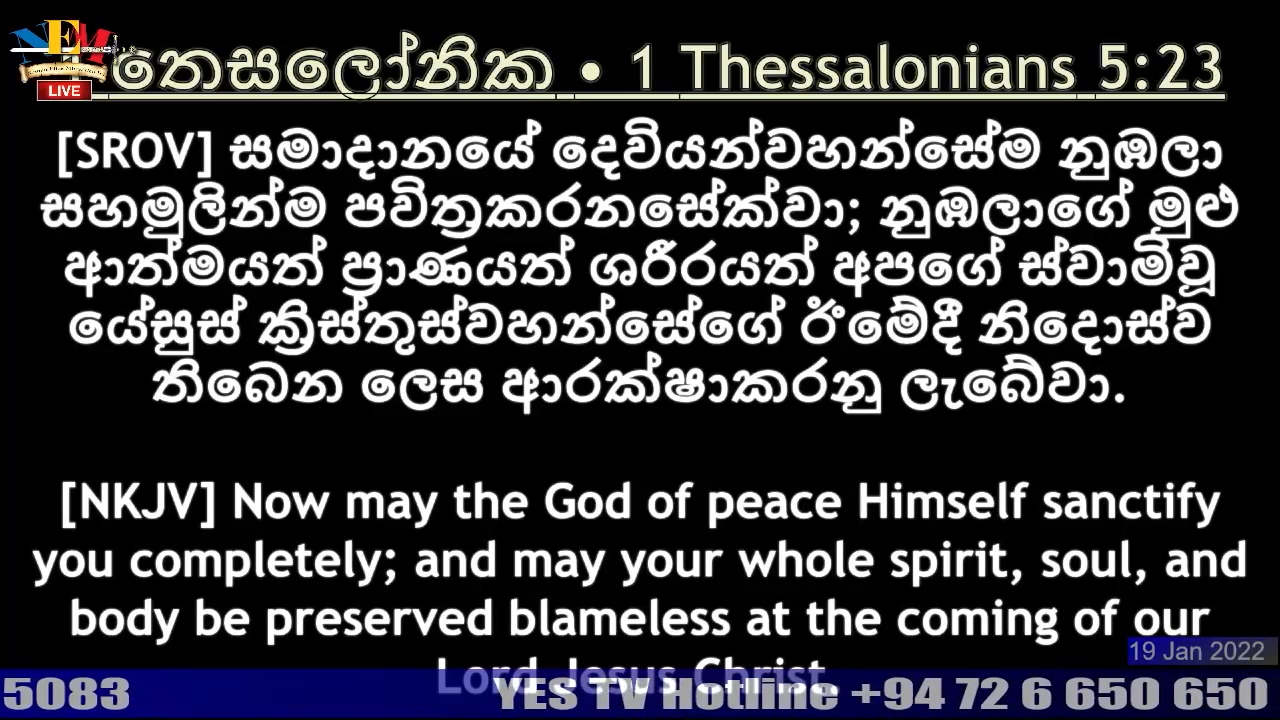 NEM
LIVE
තෙසලෝනික • 1 Thessalonians 5:23
[SROV] සමාදානයේ දෙවියන්වහන්සේම නුඹලා
සහමුලින්ම පවිත්‍රකරනසේක්වා; නුඹලාගේ මුළු
ආත්මයත් ප්‍රාණයත් ශරීරයත් අපගේ ස්වාමිවූ
යේසුස් ක්‍රිස්තුස්වහන්සේගේ ඊමේදී නිදොස්ව
තිබෙන ලෙස ආරක්ෂාකරනු ලැබේවා.
[NKJV] Now may the God of peace Himself sanctify
you completely; and may your whole spirit, soul, and
body be preserved blameless at the coming of our
Lord Jesus Christ.
19 Jan 2022
5083 YES TV Hotline +94 72 6 650 650